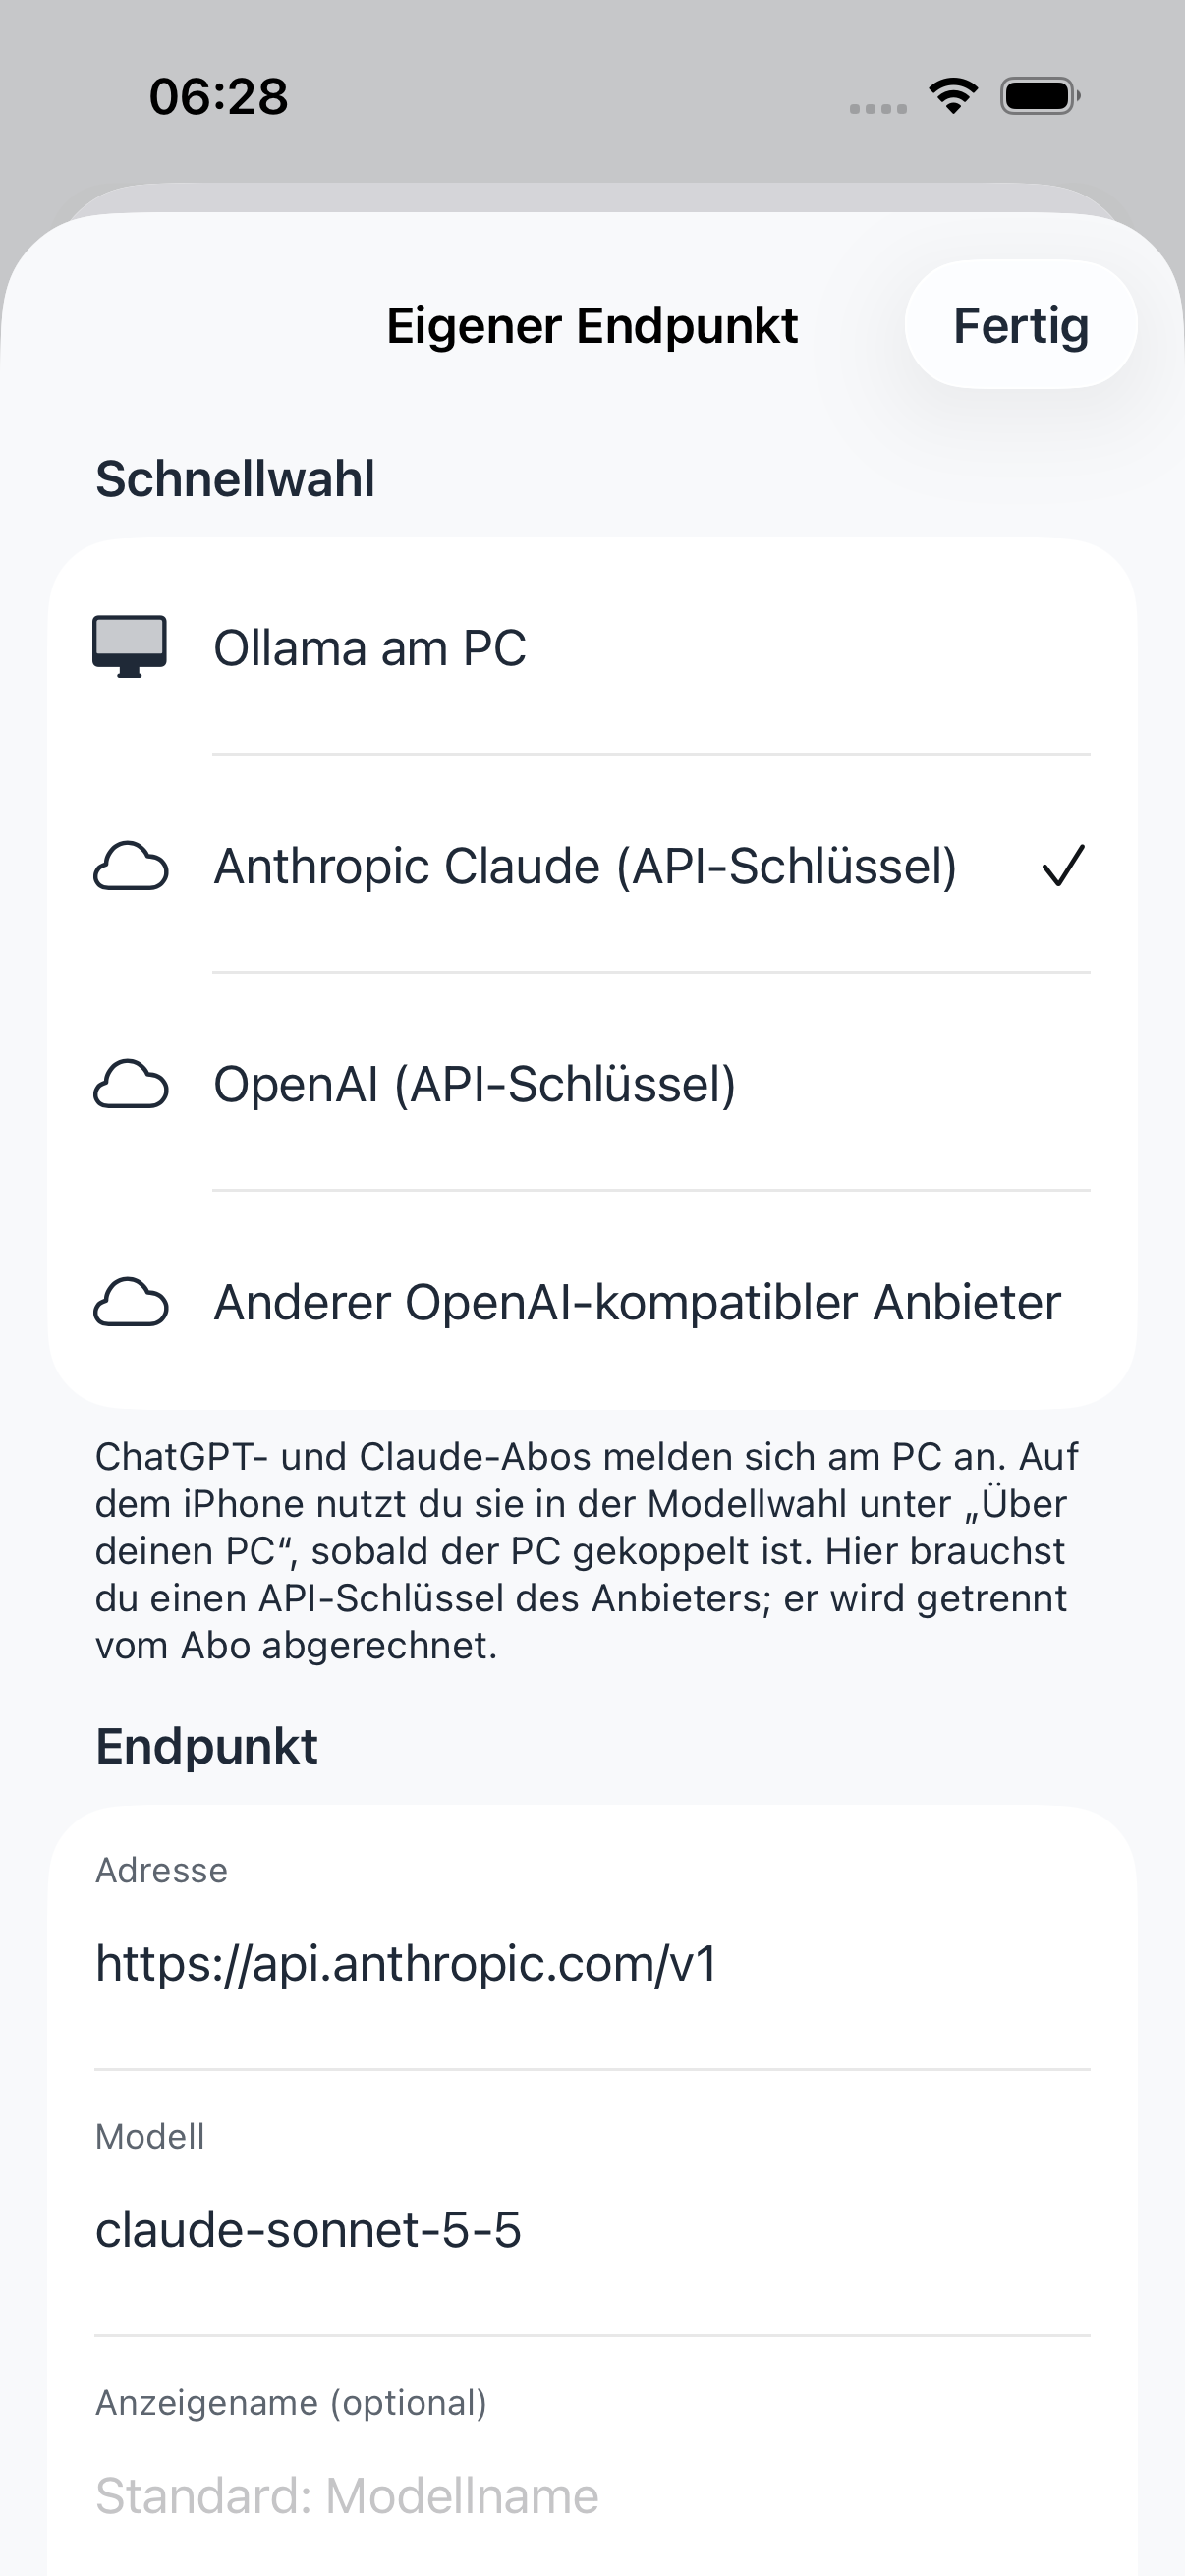 06:28
Eigener Endpunkt
Fertig
Schnellwahl
Ollama am PC
Anthropic Claude (API-Schlüssel)
OpenAI (API-Schlüssel)
Anderer OpenAI-kompatibler Anbieter
ChatGPT- und Claude-Abos melden sich am PC an. Auf
dem iPhone nutzt du sie in der Modellwahl unter „Über
deinen PC“, sobald der PC gekoppelt ist. Hier brauchst
du einen API-Schlüssel des Anbieters; er wird getrennt
vom Abo abgerechnet.
Endpunkt
Adresse
https://api.anthropic.com/v1
Modell
claude-sonnet-5-5
Anzeigename (optional)
Standard: Modellname